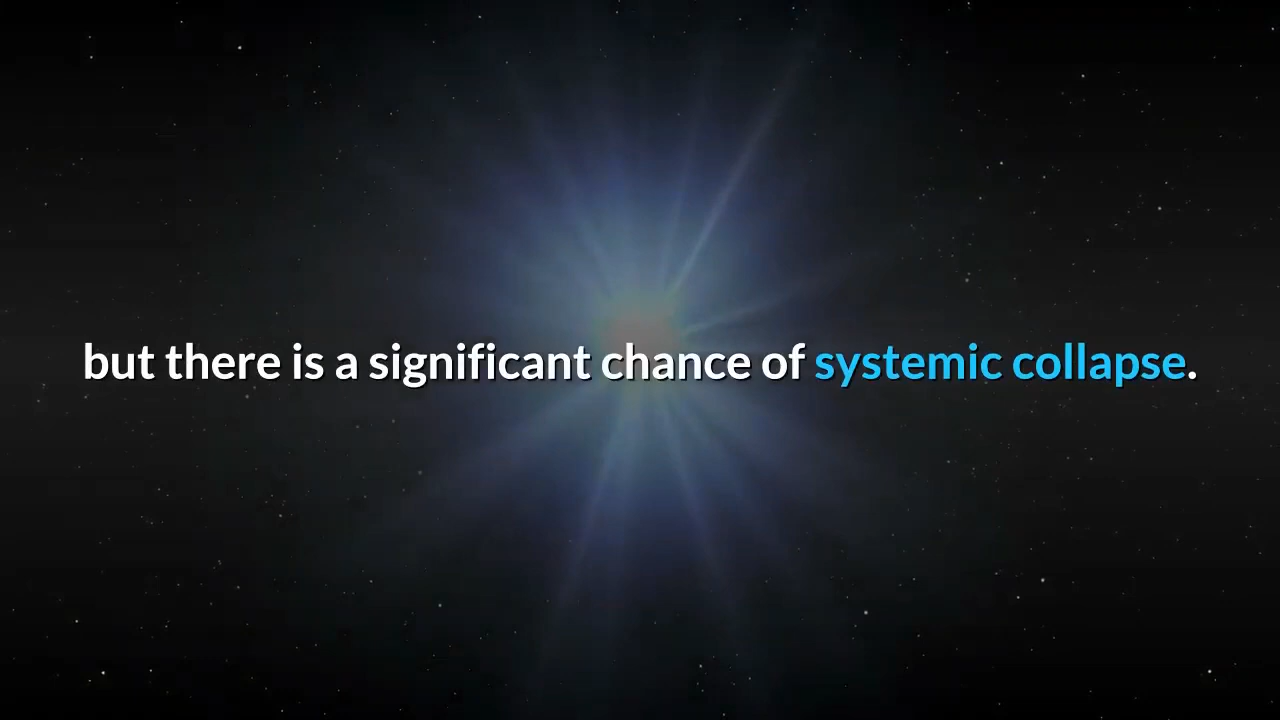 but there is a significant chance of systemic collapse.